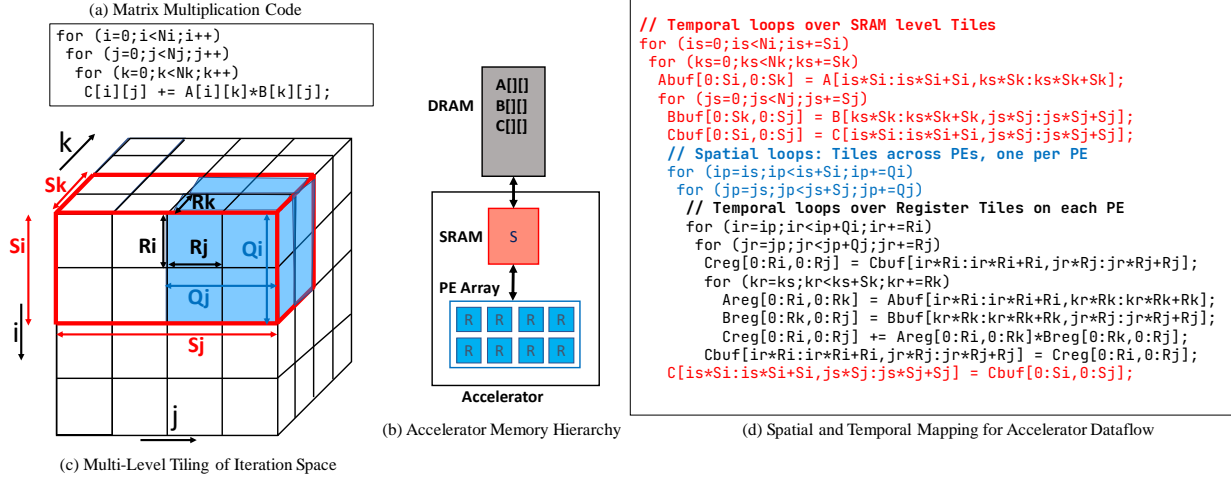 (a) Matrix Multiplication Code
for (i=0;i<Ni;i++)
for (j=0;j<Nj;j++)
for (k=0;k<Nk;k++)
C[i][j] += A[i][k]*B[k][j];
k
Sk
Rk
Si
Ri
Rj
Qi
Qj
Sj
i
j
(c) Multi-Level Tiling of Iteration Space
DRAM
A[][]
B[][]
C[][]
SRAM
S
PE Array
R R R R
R R R R
Accelerator
(b) Accelerator Memory Hierarchy
// Temporal loops over SRAM level Tiles
for (is=0;is<Ni;is+=Si)
for (ks=0;ks<Nk;ks+=Sk)
Abuf[0:Si,0:Sk] = A[is*Si:is*Si+Si,ks*Sk:ks*Sk+Sk];
for (js=0;js<Nj;js+=Sj)
Bbuf[0:Sk,0:Sj] = B[ks*Sk:ks*Sk+Sk,js*Sj:js*Sj+Sj];
Cbuf[0:Si,0:Sj] = C[is*Si:is*Si+Si,js*Sj:js*Sj+Sj];
// Spatial loops: Tiles across PEs, one per PE
for (ip=is;ip<is+Si;ip+=Qi)
for (jp=js;jp<js+Sj;jp+=Qj)
// Temporal loops over Register Tiles on each PE
for (ir=ip;ir<ip+Qi;ir+=Ri)
for (jr=jp;jr<jp+Qj;jr+=Rj)
Creg[0:Ri,0:Rj] = Cbuf[ir*Ri:ir*Ri+Ri,jr*Rj:jr*Rj+Rj];
for (kr=ks;kr<ks+Sk;kr+=Rk)
Areg[0:Ri,0:Rk] = Abuf[ir*Ri:ir*Ri+Ri,kr*Rk:kr*Rk+Rk];
Breg[0:Rk,0:Rj] = Bbuf[kr*Rk:kr*Rk+Rk,jr*Rj:jr*Rj+Rj];
Creg[0:Ri,0:Rj] += Areg[0:Ri,0:Rk]*Breg[0:Rk,0:Rj];
Cbuf[ir*Ri:ir*Ri+Ri,jr*Rj:jr*Rj+Rj] = Creg[0:Ri,0:Rj];
C[is*Si:is*Si+Si,js*Sj:js*Sj+Sj] = Cbuf[0:Si,0:Sj];
(d) Spatial and Temporal Mapping for Accelerator Dataflow